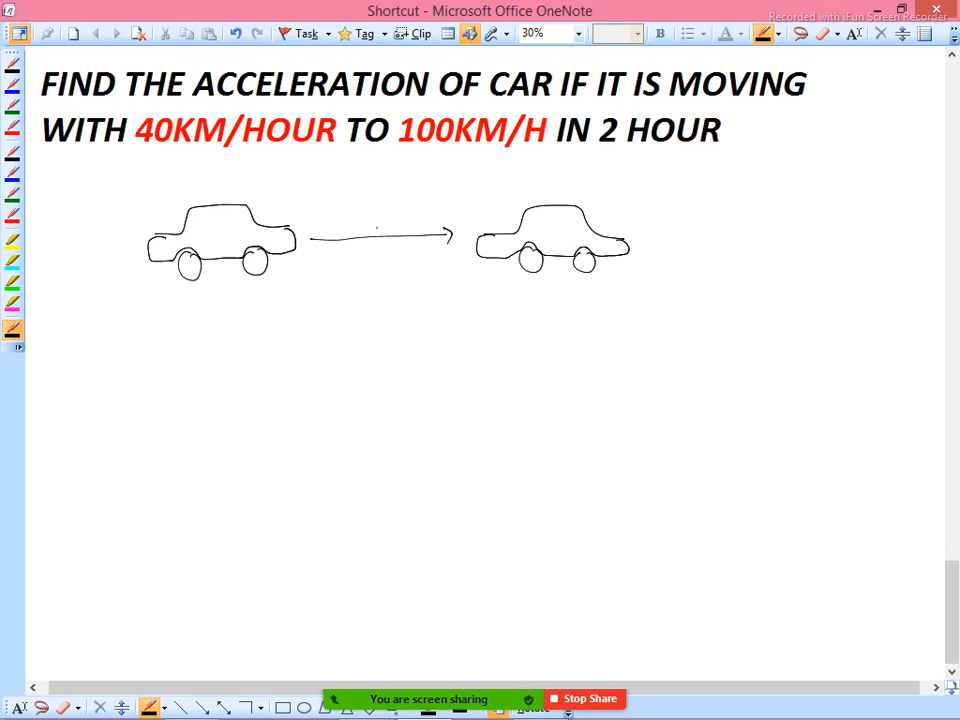 Shortcut - Microsoft Office OneNote
Recorded with iFun Screen Recorder
Task Tag Clip 30% B A A
FIND THE ACCELERATION OF CAR IF IT IS MOVING
WITH 40KM/HOUR TO 100KM/H IN 2 HOUR
You are screen sharing Stop Share